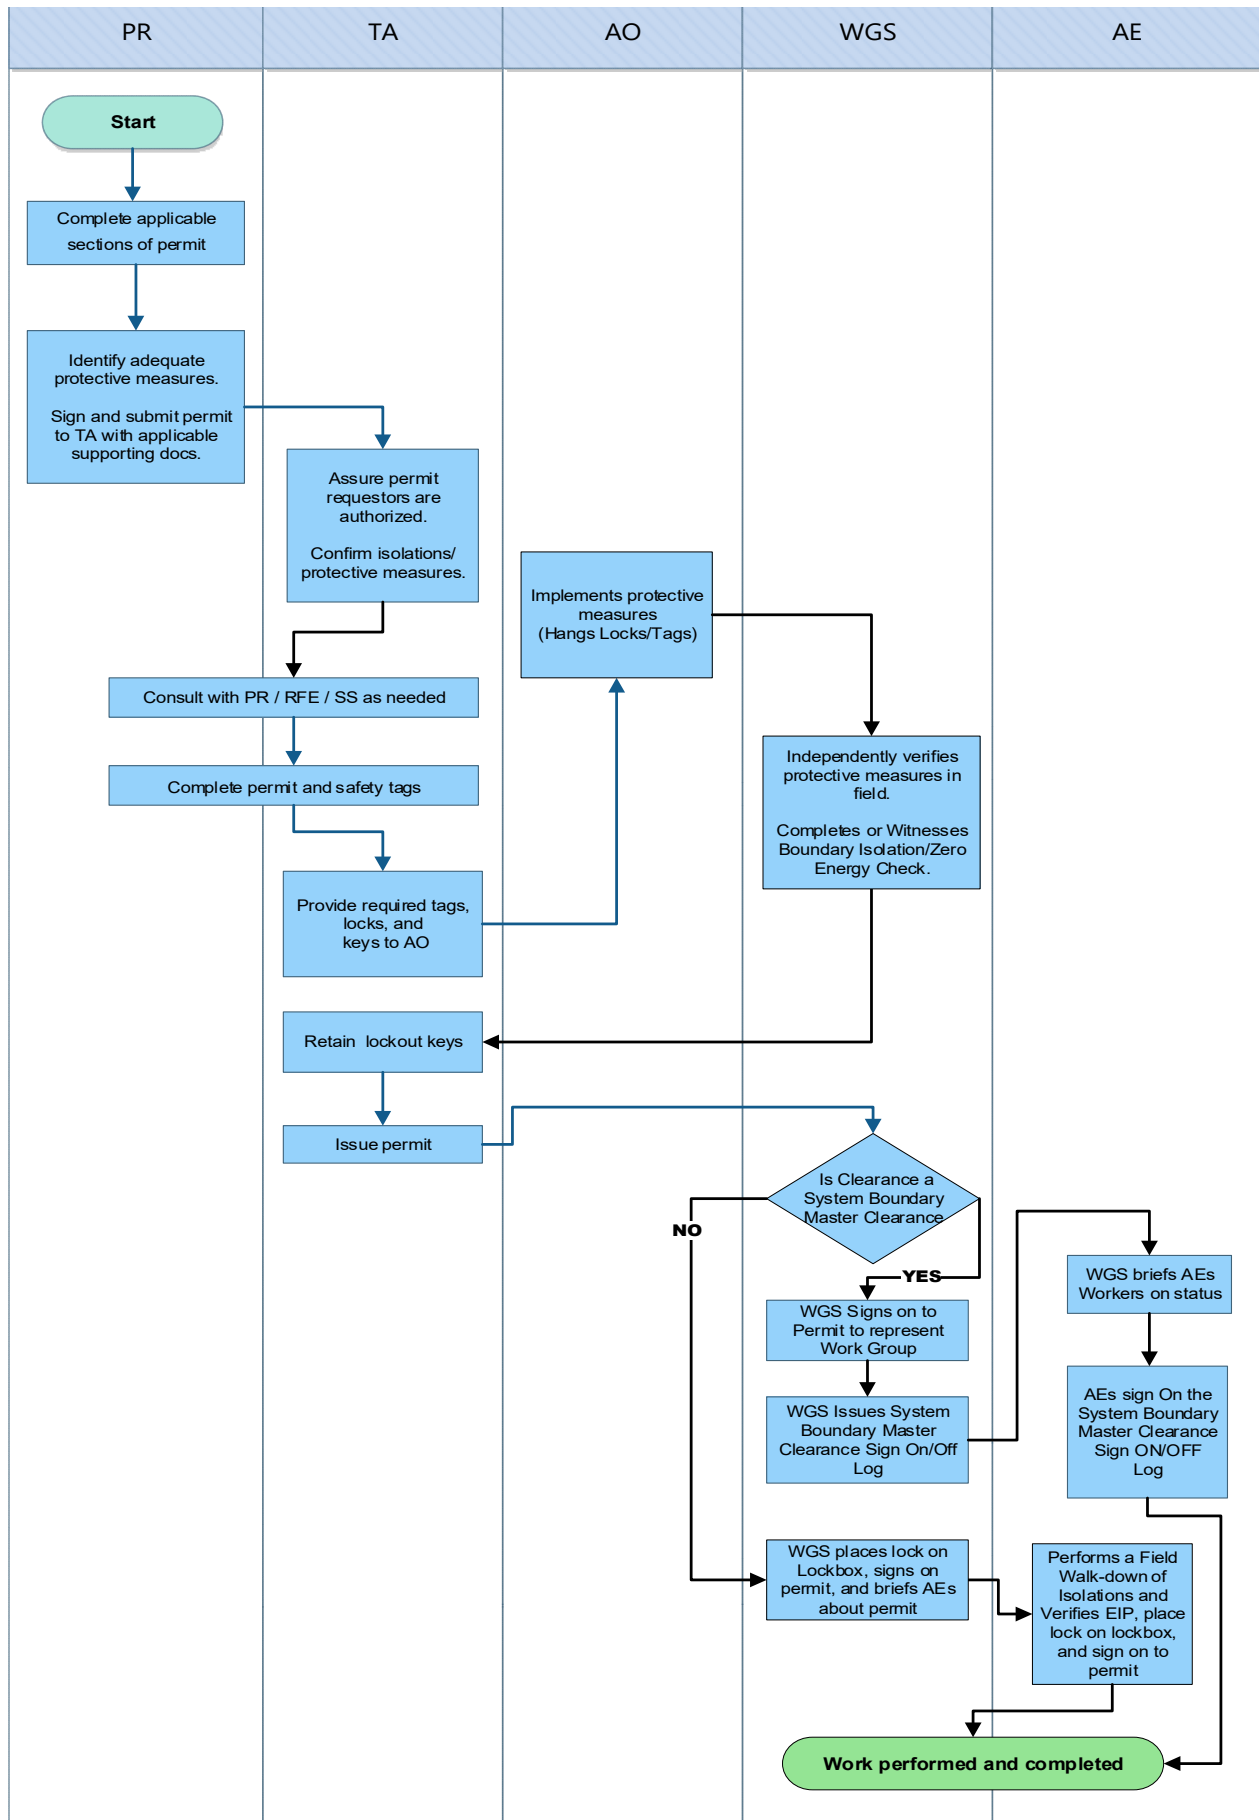 PR
TA
AO
WGS
AE
Start
Complete applicable
sections of permit
Identify adequate
protective measures.
Sign and submit permit
to TA with applicable
supporting docs.
Assure permit
requestors are
authorized.
Confirm isolations/
protective measures.
Implements protective
measures
(Hangs Locks/Tags)
Consult with PR / RFE / SS as needed
Complete permit and safety tags
Independently verifies
protective measures in
field.
Completes or Witnesses
Boundary Isolation/Zero
Energy Check.
Provide required tags,
locks, and
keys to AO
Retain lockout keys
Issue permit
Is Clearance a
System Boundary
Master Clearance
NO
YES
WGS briefs AEs
Workers on status
WGS Signs on to
Permit to represent
Work Group
WGS Issues System
Boundary Master
Clearance Sign On/Off
Log
AEs sign On the
System Boundary
Master Clearance
Sign ON/OFF
Log
WGS places lock on
Lockbox, signs on
permit, and briefs AEs
about permit
Performs a Field
Walk-down of
Isolations and
Verifies EIP, place
lock on lockbox,
and sign on to
permit
Work performed and completed